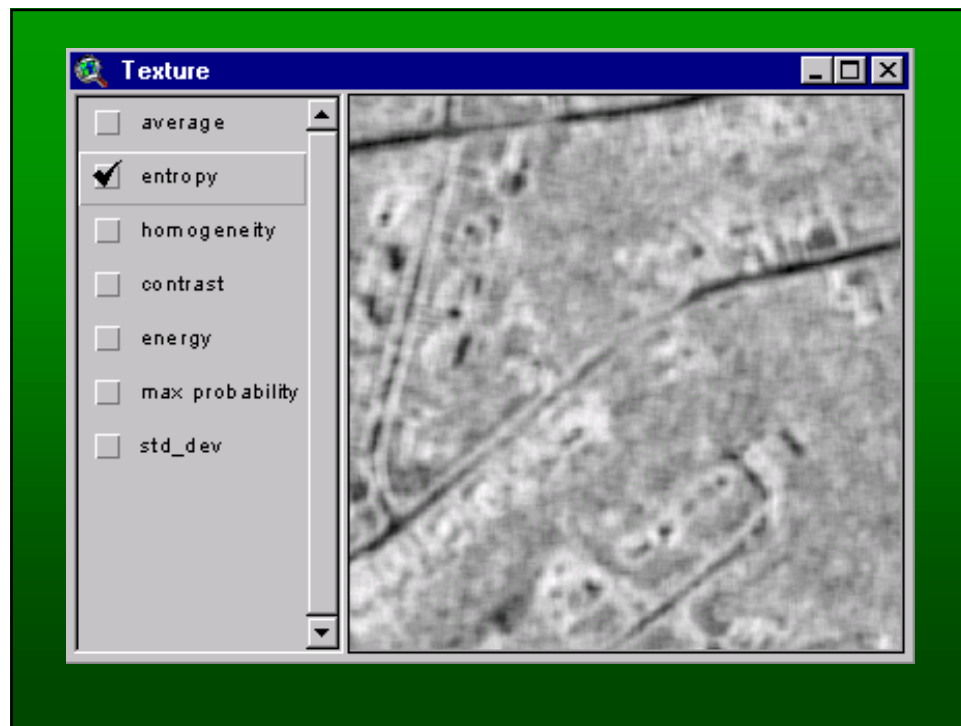 Texture
average
entropy
homogeneity
contrast
energy
max probability
std_dev